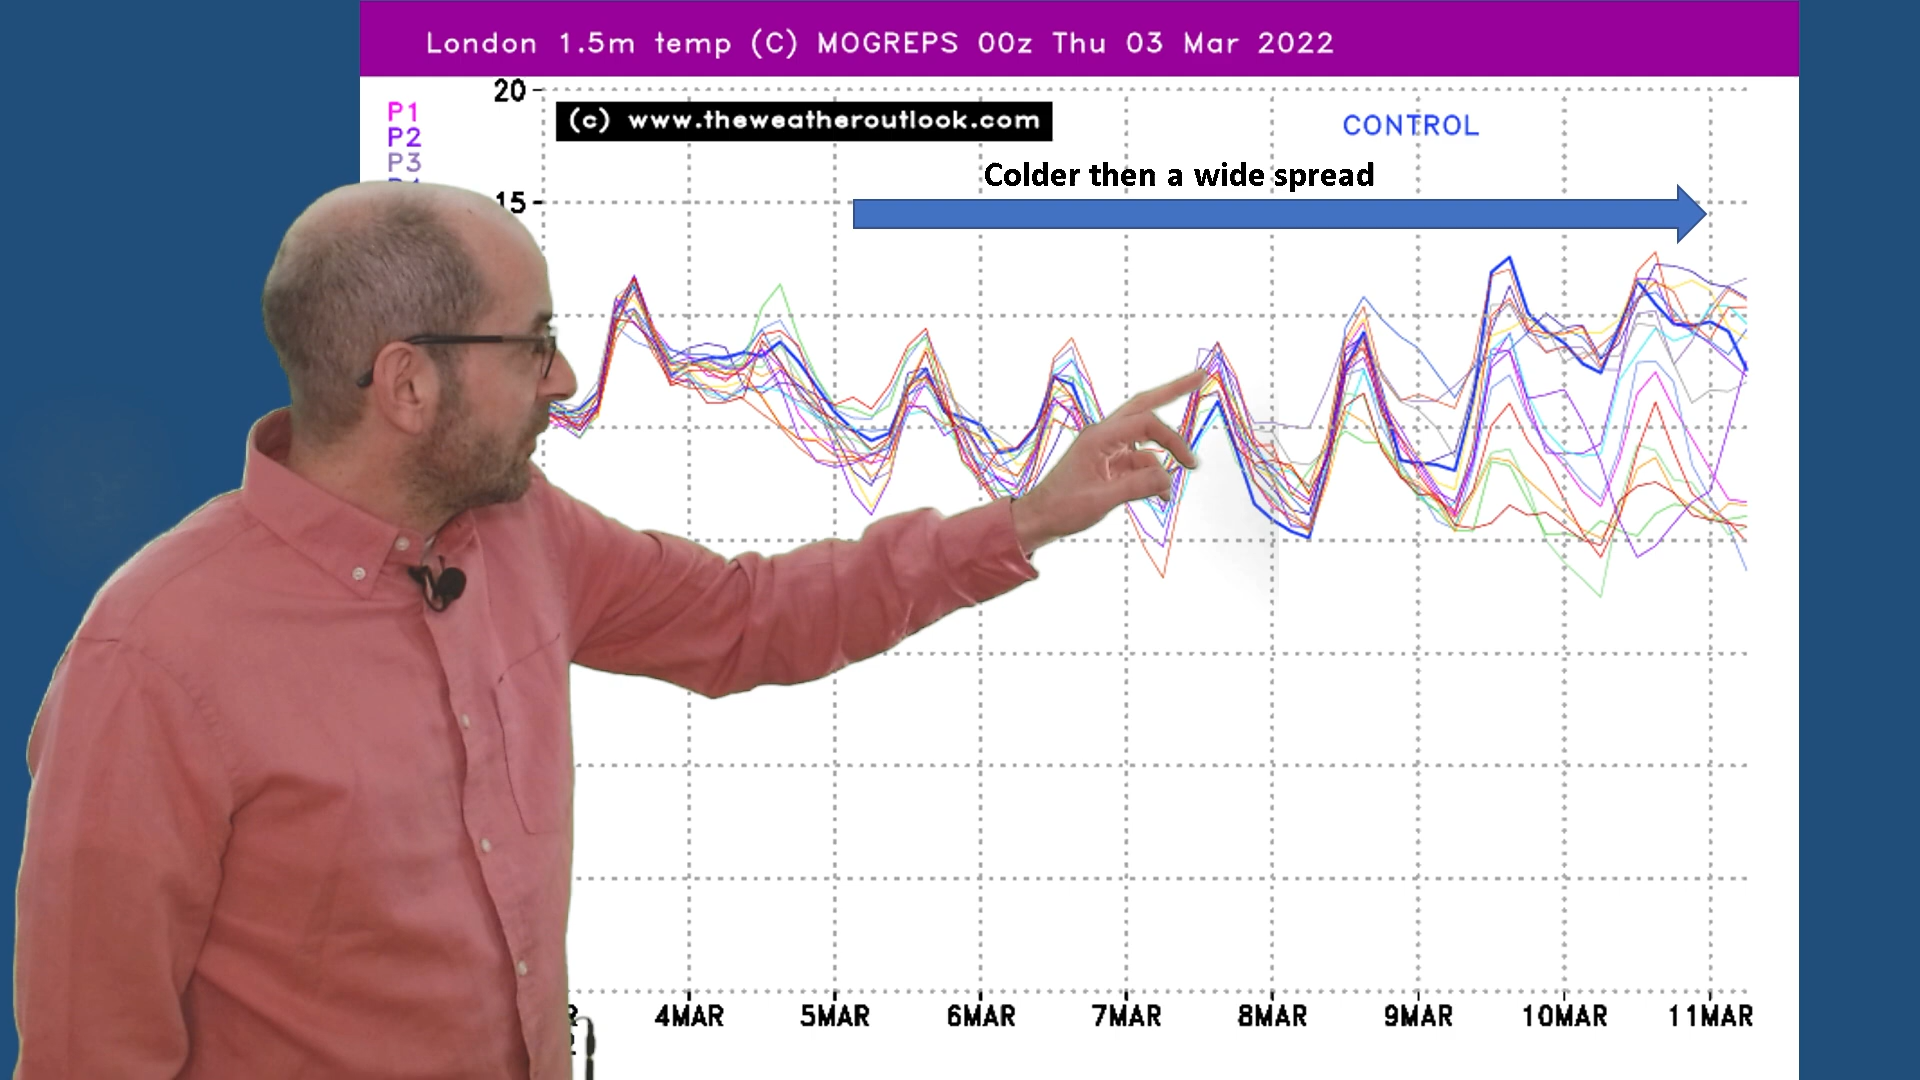 London 1.5m temp (C) MOGREPS 00z Thu 03 Mar 2022
20
(c) www.theweatheroutlook.com
P1
P2
P3
CONTROL
Colder then a wide spread
15
4MAR 5MAR 6MAR 7MAR 8MAR 9MAR 10MAR 11MAR